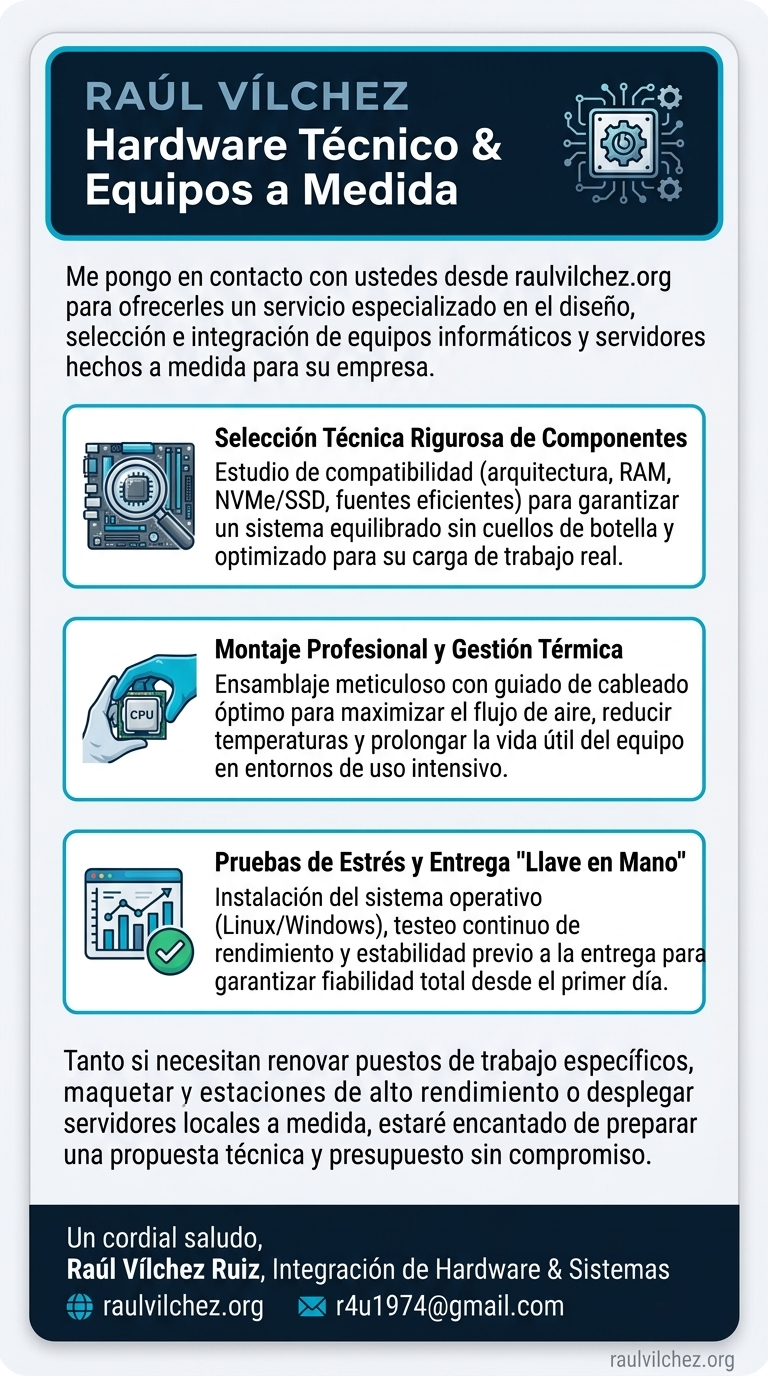 RAÚL VÍLCHEZ
Hardware Técnico &
Equipos a Medida
Me pongo en contacto con ustedes desde raulvilchez.org
para ofrecerles un servicio especializado en el diseño,
selección e integración de equipos informáticos y servidores
hechos a medida para su empresa.
Selección Técnica Rigurosa de Componentes
Estudio de compatibilidad (arquitectura, RAM,
NVMe/SSD, fuentes eficientes) para garantizar
un sistema equilibrado sin cuellos de botella y
optimizado para su carga de trabajo real.
CPU
Montaje Profesional y Gestión Térmica
Ensamblaje meticuloso con guiado de cableado
óptimo para maximizar el flujo de aire, reducir
temperaturas y prolongar la vida útil del equipo
en entornos de uso intensivo.
Pruebas de Estrés y Entrega "Llave en Mano"
Instalación del sistema operativo
(Linux/Windows), testeo continuo de
rendimiento y estabilidad previo a la entrega para
garantizar fiabilidad total desde el primer día.
Tanto si necesitan renovar puestos de trabajo específicos,
maquetar y estaciones de alto rendimiento o desplegar
servidores locales a medida, estaré encantado de preparar
una propuesta técnica y presupuesto sin compromiso.
Un cordial saludo,
Raúl Vílchez Ruiz, Integración de Hardware & Sistemas
raulvilchez.org r4u1974@gmail.com
raulvilchez.org